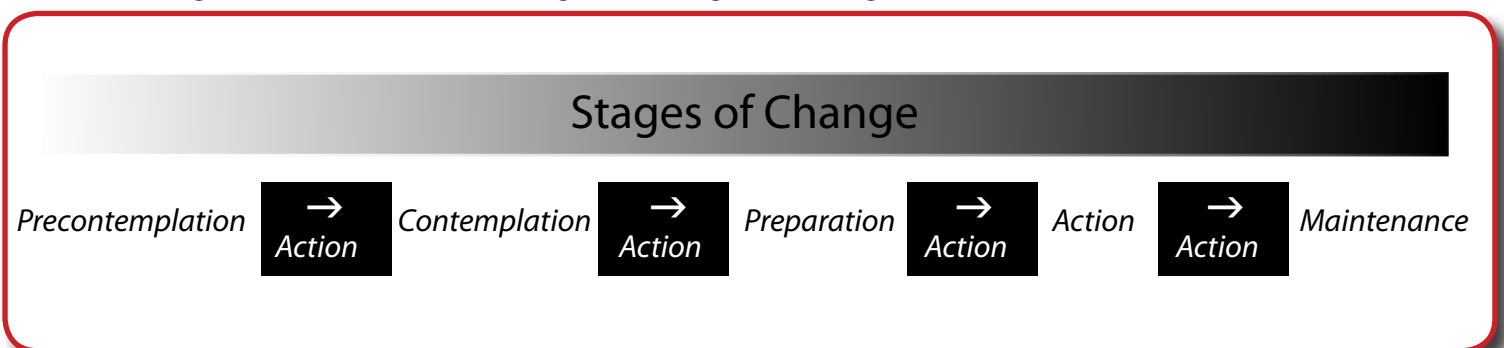 Stages of Change
Precontemplation → Action Contemplation → Action Preparation → Action Action → Action Maintenance